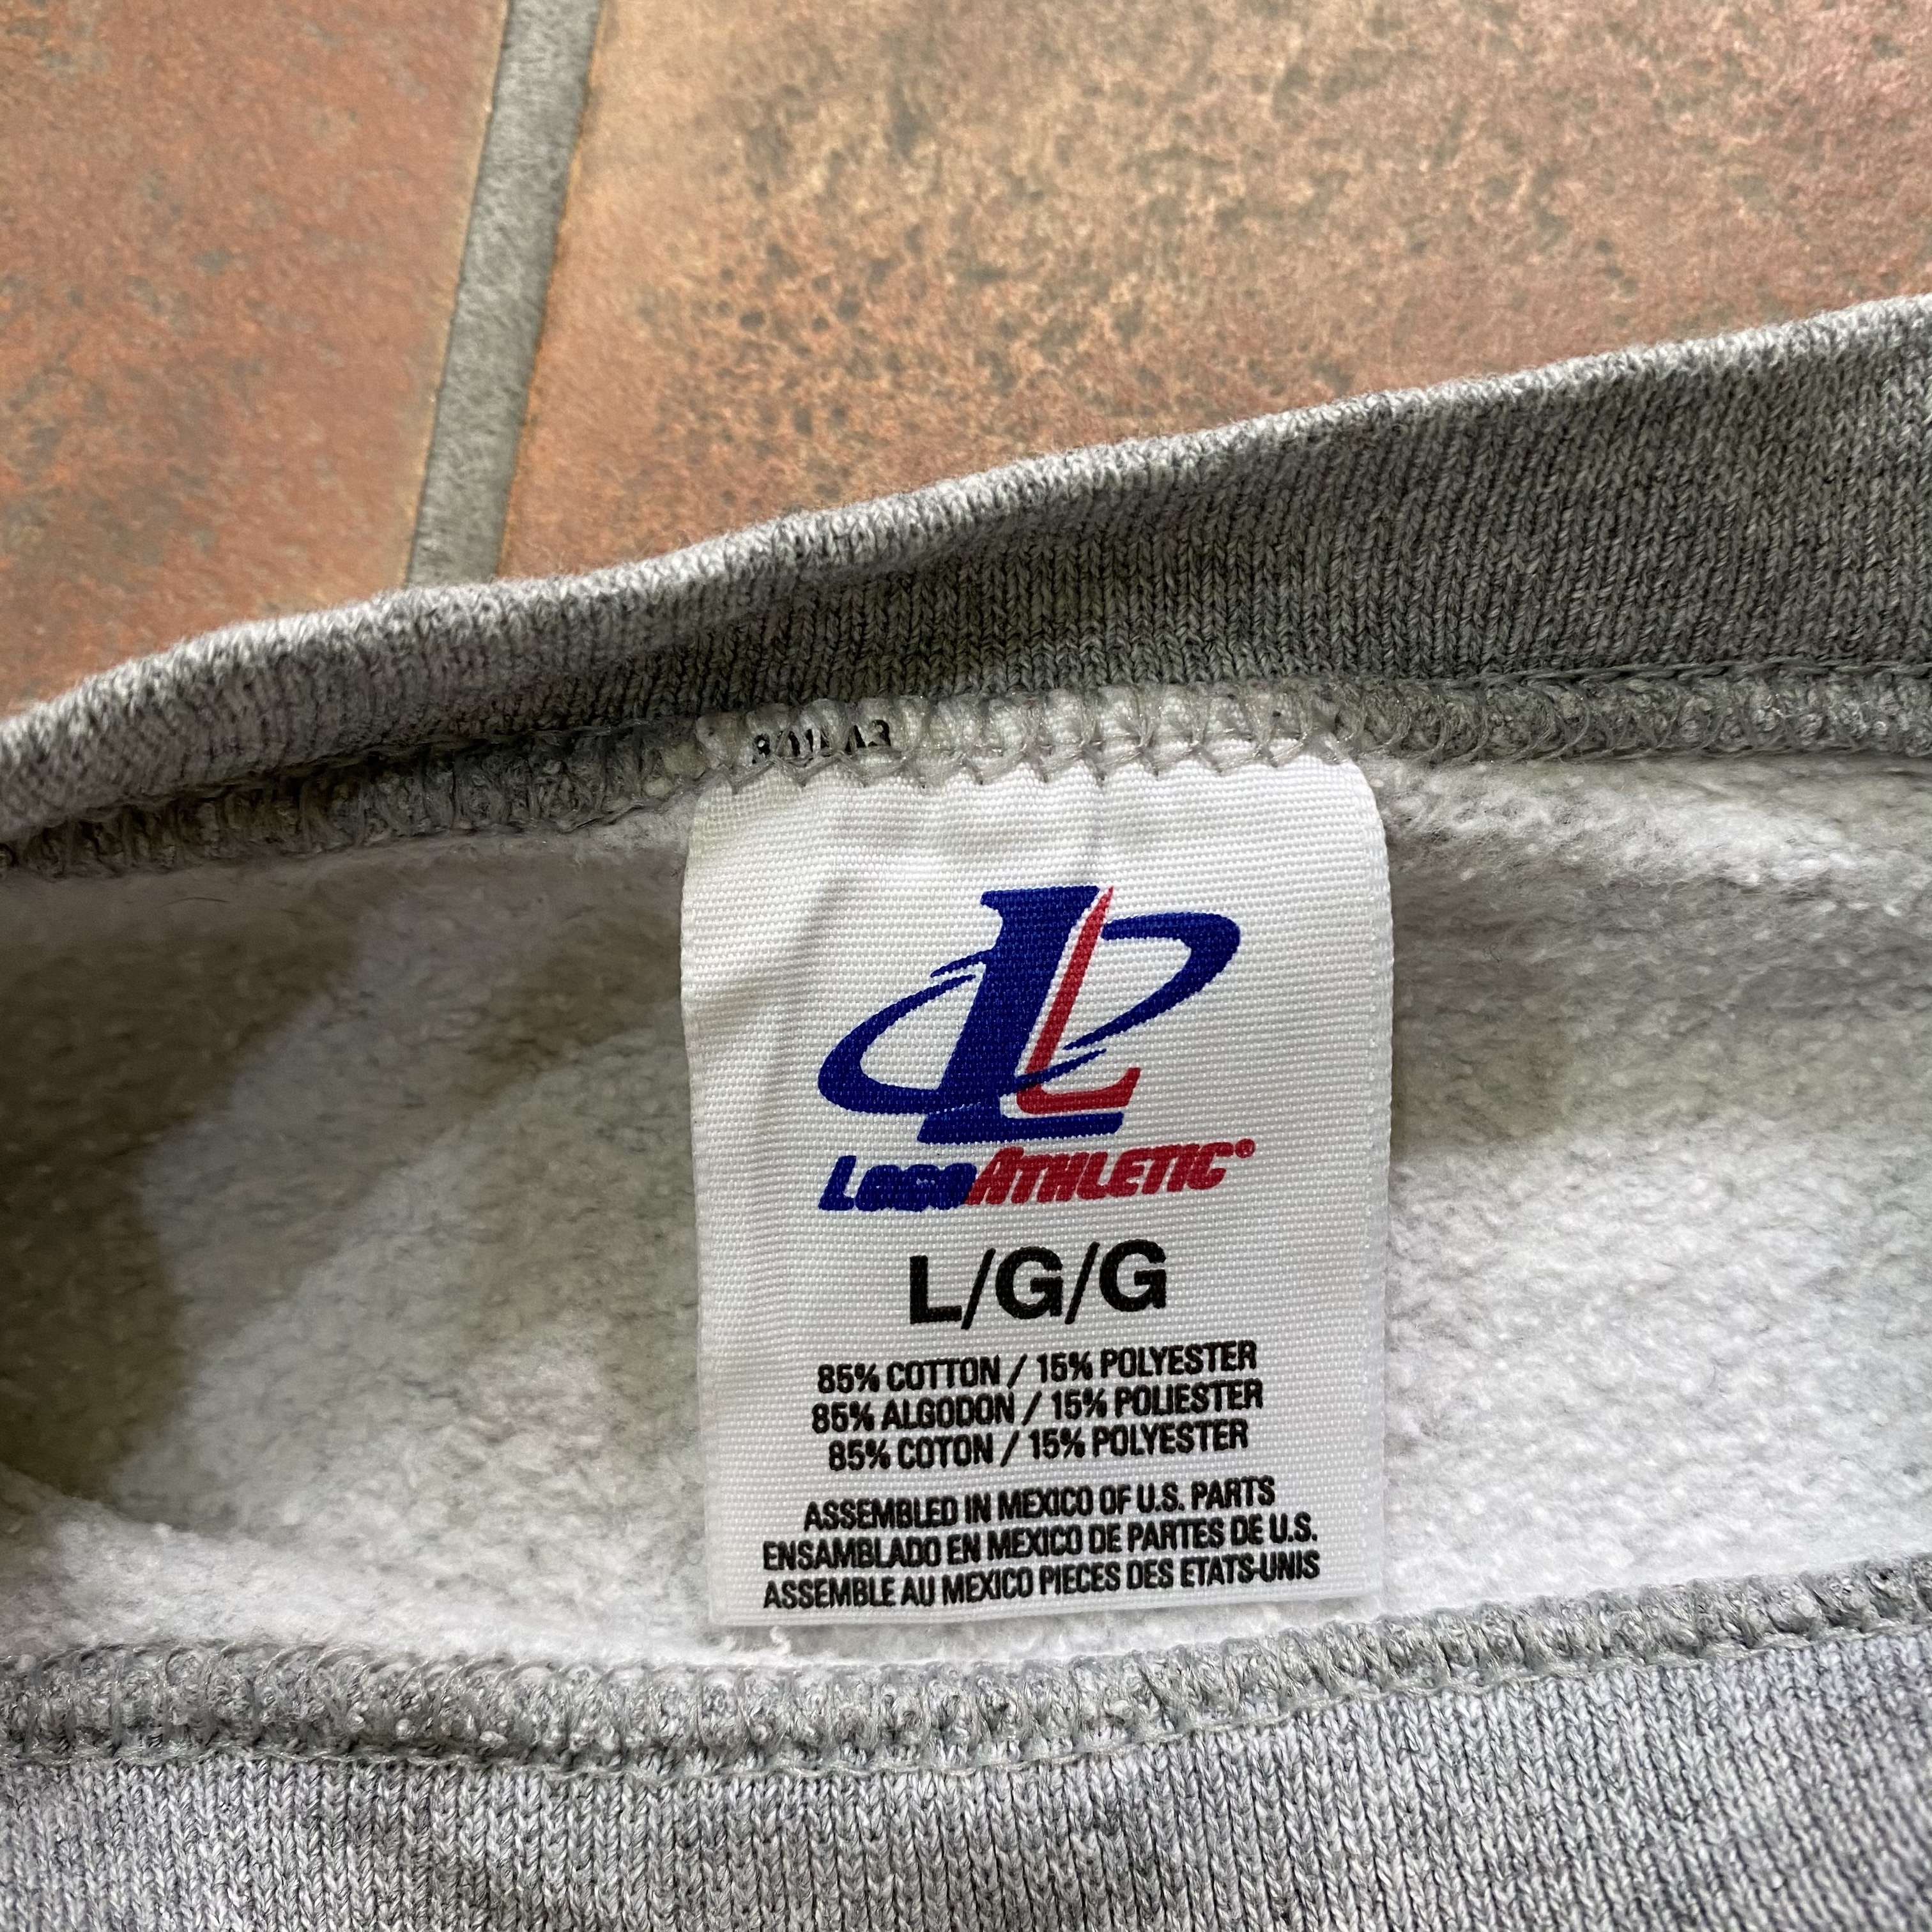 LogoATHLETIC®
L/G/G
85% COTTON / 15% POLYESTER
85% ALGODON / 15% POLIESTER
85% COTON / 15% POLYESTER
ASSEMBLED IN MEXICO OF U.S. PARTS
ENSAMBLADO EN MEXICO DE PARTES DE U.S.
ASSEMBLE AU MEXICO PIECES DES ETATS-UNIS